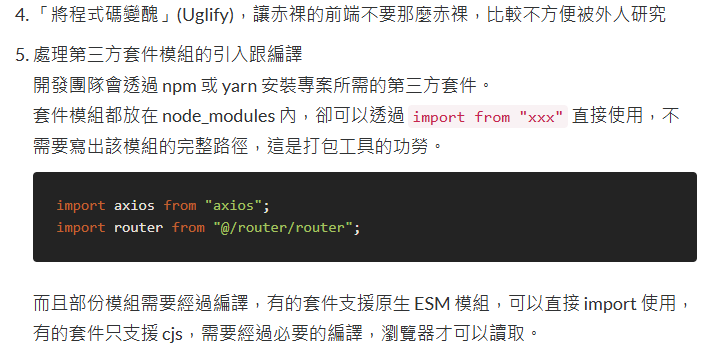 4. 「將程式碼變醜」(Uglify)，讓赤裸的前端不要那麼赤裸，比較不方便被外人研究
5. 處理第三方套件模組的引入跟編譯
開發團隊會透過 npm 或 yarn 安裝專案所需的第三方套件。
套件模組都放在 node_modules 內，卻可以透過 import from "xxx" 直接使用，不
需要寫出該模組的完整路徑，這是打包工具的功勞。
import axios from "axios";
import router from "@/router/router";
而且部份模組需要經過編譯，有的套件支援原生 ESM 模組，可以直接 import 使用，
有的套件只支援 cjs，需要經過必要的編譯，瀏覽器才可以讀取。